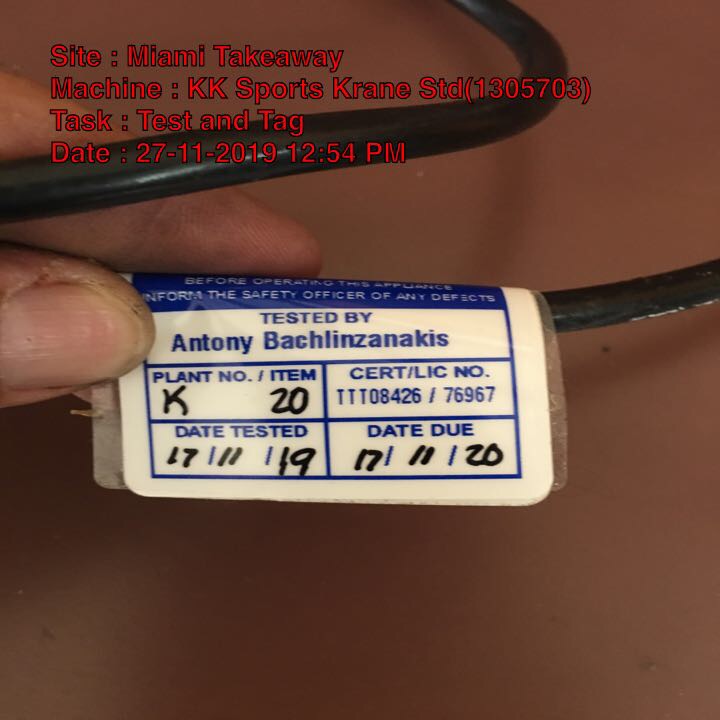 Site : Miami Takeaway
Machine : KK Sports Krane Std(1305703)
Task : Test and Tag
Date : 27-11-2019 12:54 PM
BEFORE OPERATING THIS APPLIANCE
INFORM THE SAFETY OFFICER OF ANY DEFECTS
TESTED BY
Antony Bachlinzanakis
PLANT NO. / ITEM CERT/LIC NO.
K 20 TTT08426 / 76967
DATE TESTED DATE DUE
17/11/19 17/11/20